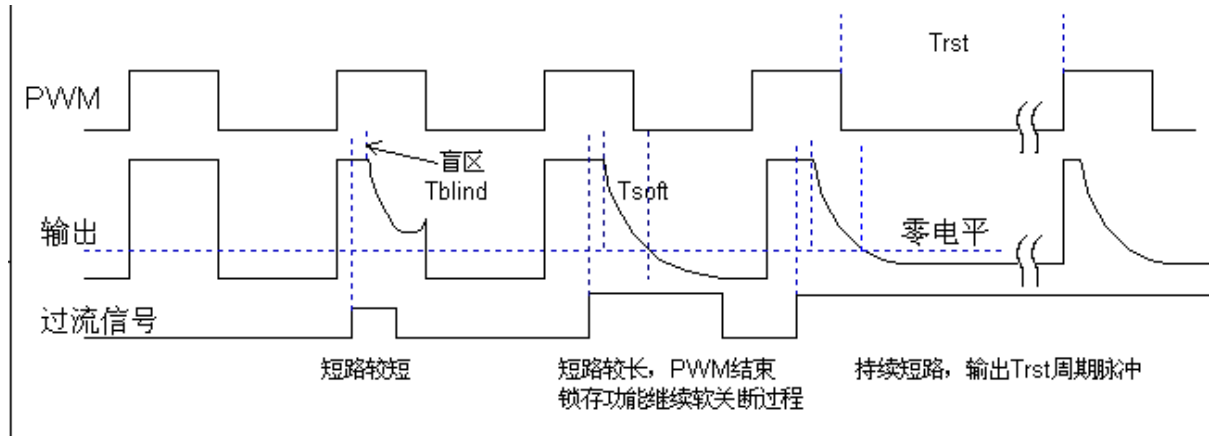 Trst
PWM
盲区
Tblind
Tsoft
输出
零电平
过流信号
短路较短
短路较长，PWM结束
锁存功能继续软关断过程
持续短路，输出Trst周期脉冲